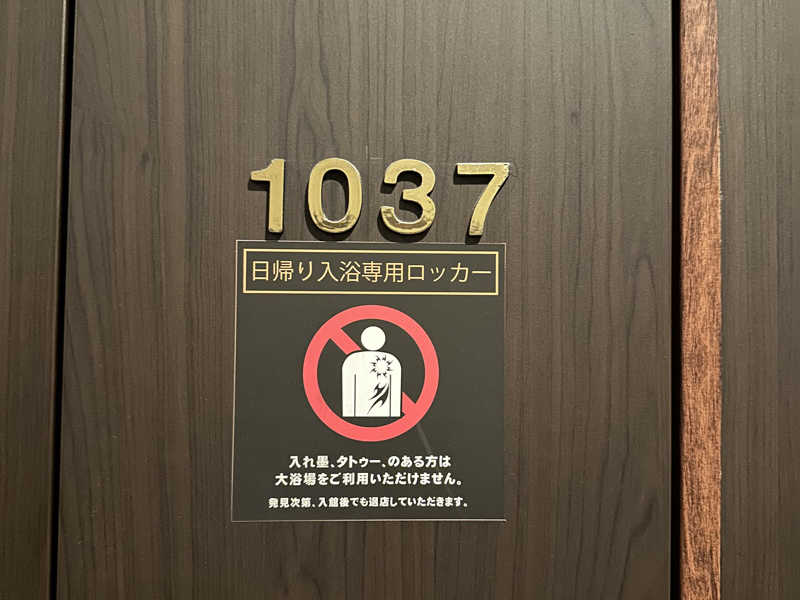 1037
日帰り入浴専用ロッカー
入れ墨、タトゥー、のある方は
大浴場をご利用いただけません。
発見次第、入館後でも退店していただきます。